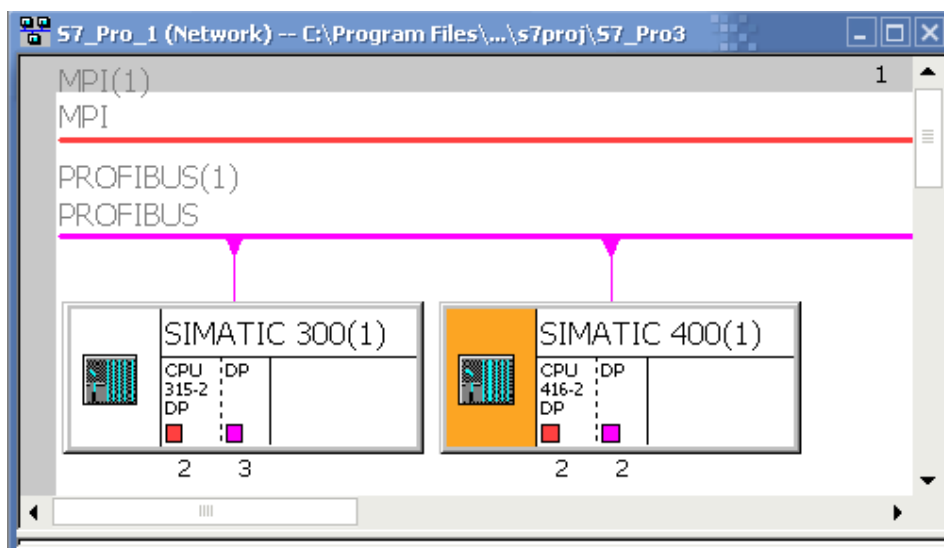 S7_Pro_1 (Network) -- C:\Program Files\...\s7proj\S7_Pro3
MPI(1)
1
MPI
PROFIBUS(1)
PROFIBUS
SIMATIC 300(1)
CPU
315-2
DP
DP
2
3
SIMATIC 400(1)
CPU
416-2
DP
DP
2
2